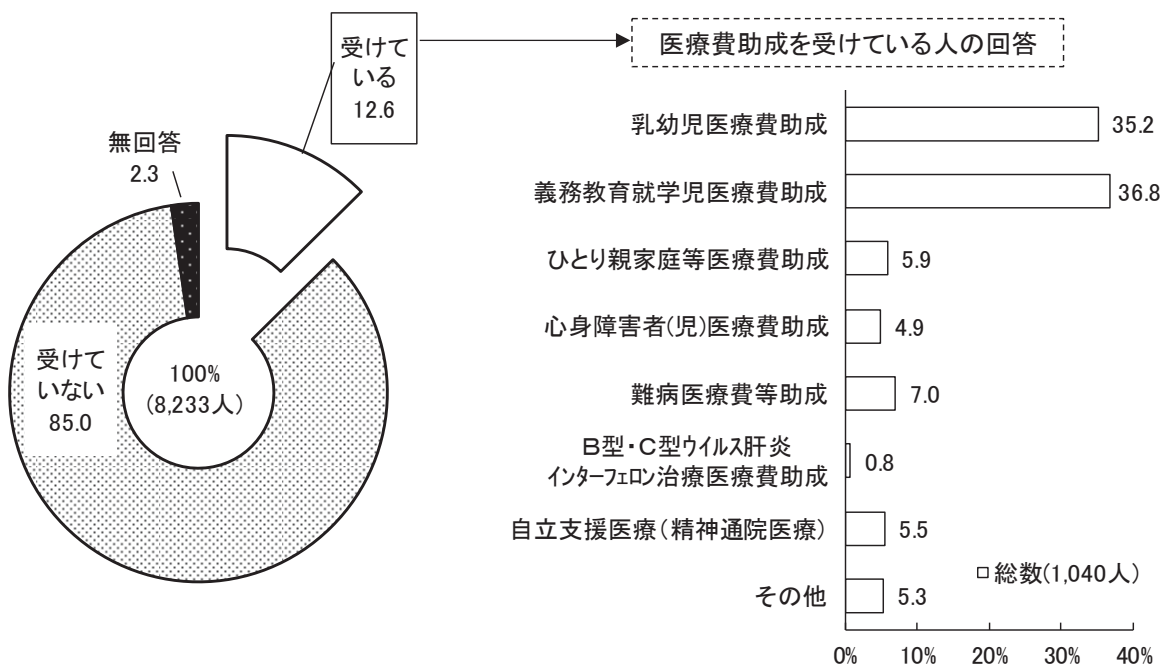 受けて
いる
12.6
医療費助成を受けている人の回答
無回答
2.3
受けて
いない
85.0
100%
(8,233人)
乳幼児医療費助成
35.2
義務教育就学児医療費助成
36.8
ひとり親家庭等医療費助成
5.9
心身障害者(児)医療費助成
4.9
難病医療費等助成
7.0
B型・C型ウイルス肝炎
インターフェロン治療医療費助成
0.8
自立支援医療（精神通院医療）
5.5
その他
5.3
総数(1,040人)
0%
10%
20%
30%
40%